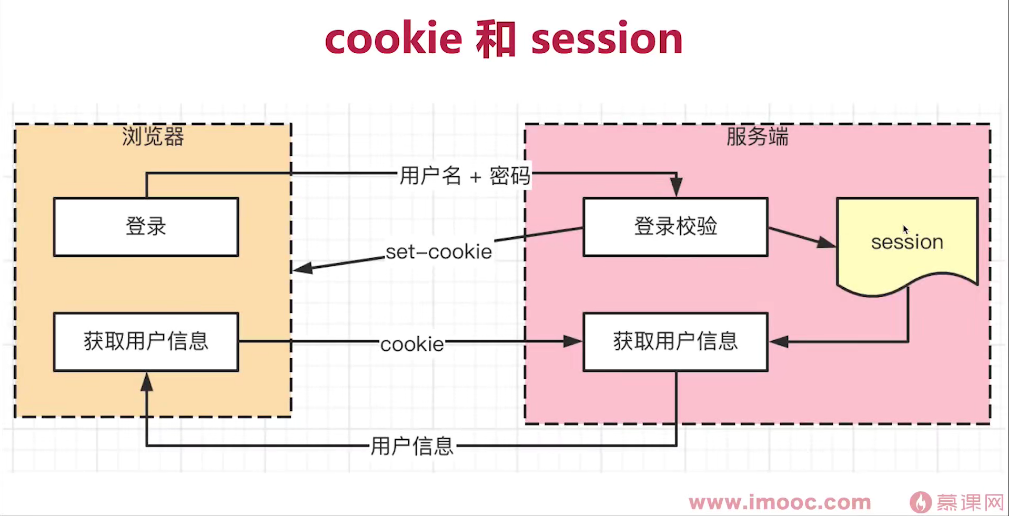 cookie 和 session
浏览器
服务端
用户名 + 密码
登录
登录校验
session
set-cookie
获取用户信息
cookie
获取用户信息
用户信息
www.imooc.com
慕课网